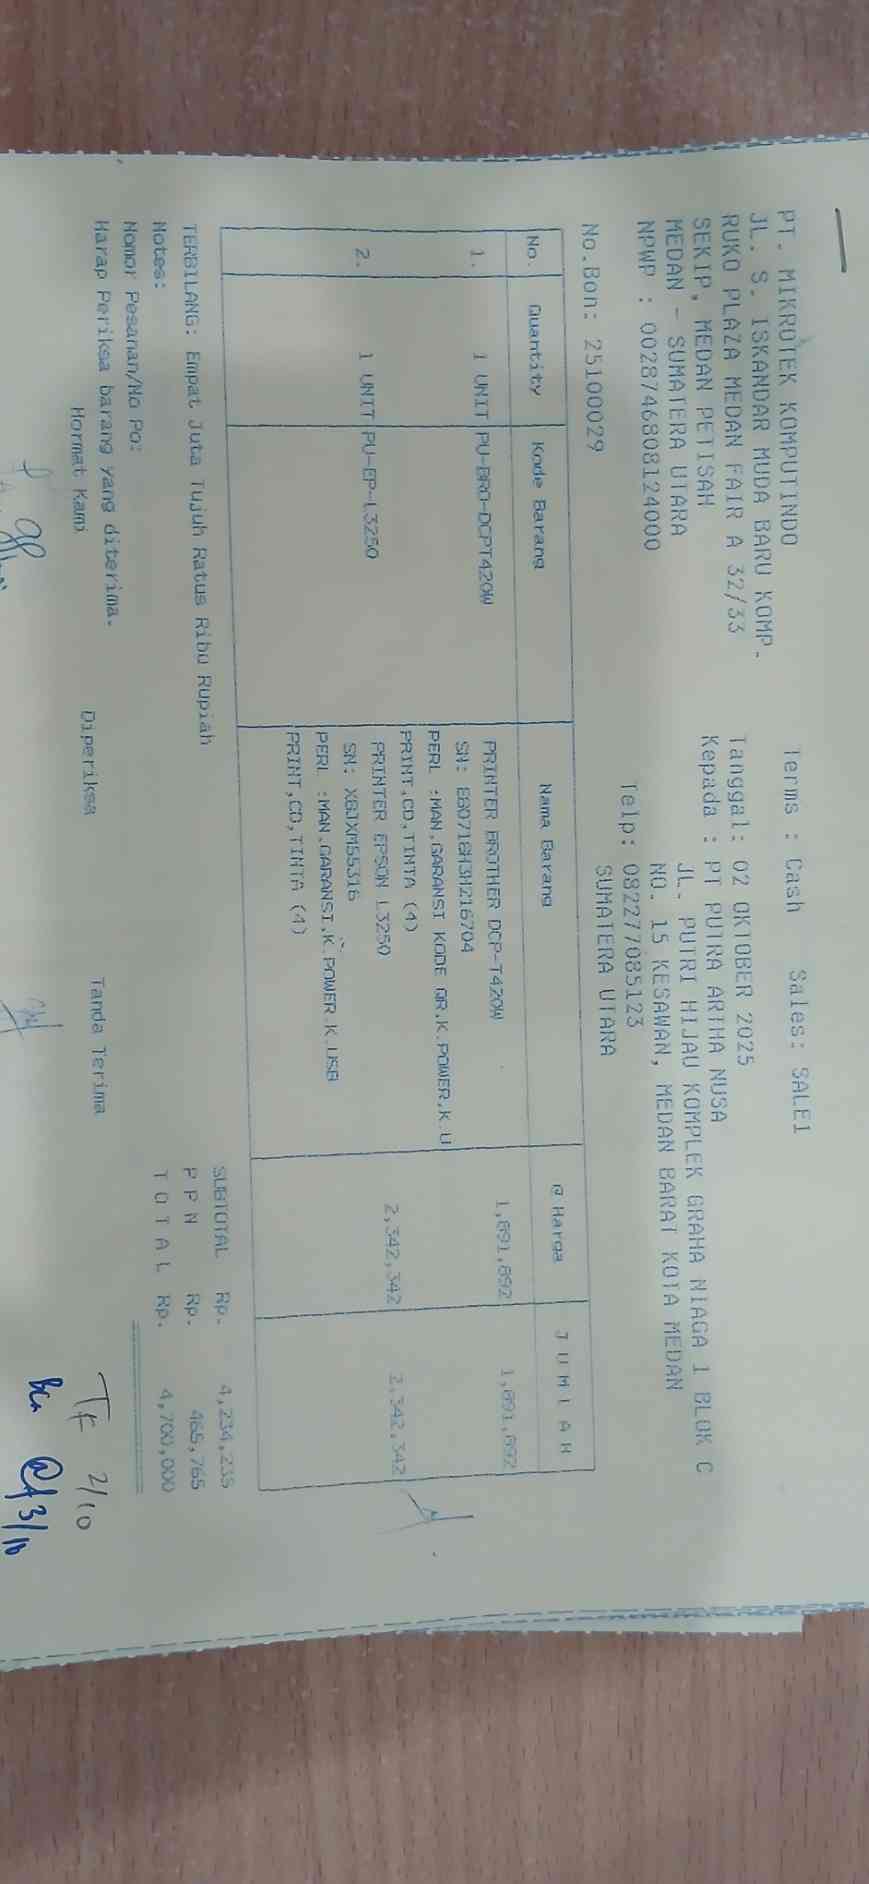 PT. MIKROTEK KOMPUTINDO
JL. S. ISKANDAR MUDA BARU KOMP.
RUKO PLAZA MEDAN FAIR A 32/33
SEKIP, MEDAN PETISAH
MEDAN - SUMATERA UTARA
NPWP : 0028746808124000
Terms : Cash Sales: SALE1
Tanggal: 02 OKTOBER 2025
Kepada : PT PUTRA ARTHA NUSA
JL. PUTRI HIJAU KOMPLEK GRAHA NIAGA 1 BLOK C
NO. 15 KESAWAN, MEDAN BARAT KOTA MEDAN
Telp: 082277085123
SUMATERA UTARA
No.Bon: 25100029
No. Quantity Kode Barang Nama Barang @ Harga J U M L A H
1. 1 UNIT PU-BRO-DCPT420W PRINTER BROTHER DCP-T420W 1,891,892 1,891,892
SN: E80718H3H216704
PERL :MAN,GARANSI KODE QR,K.POWER,K.U
PRINT,CD,TINTA (4)
2. 1 UNIT PU-EP-L3250 PRINTER EPSON L3250 2,342,342 2,342,342
SN: XBJXM55316
PERL :MAN,GARANSI,K.POWER.K.USB
PRINT,CD,TINTA (4)
TERBILANG: Empat Juta Tujuh Ratus Ribu Rupiah
SUBTOTAL Rp. 4,234,235
P P N Rp. 465,765
T O T A L Rp. 4,700,000
Notes:
Nomor Pesanan/No Po:
Harap Periksa barang yang diterima.
Hormat Kami Diperiksa Tanda Terima
TF 2/10
3/10